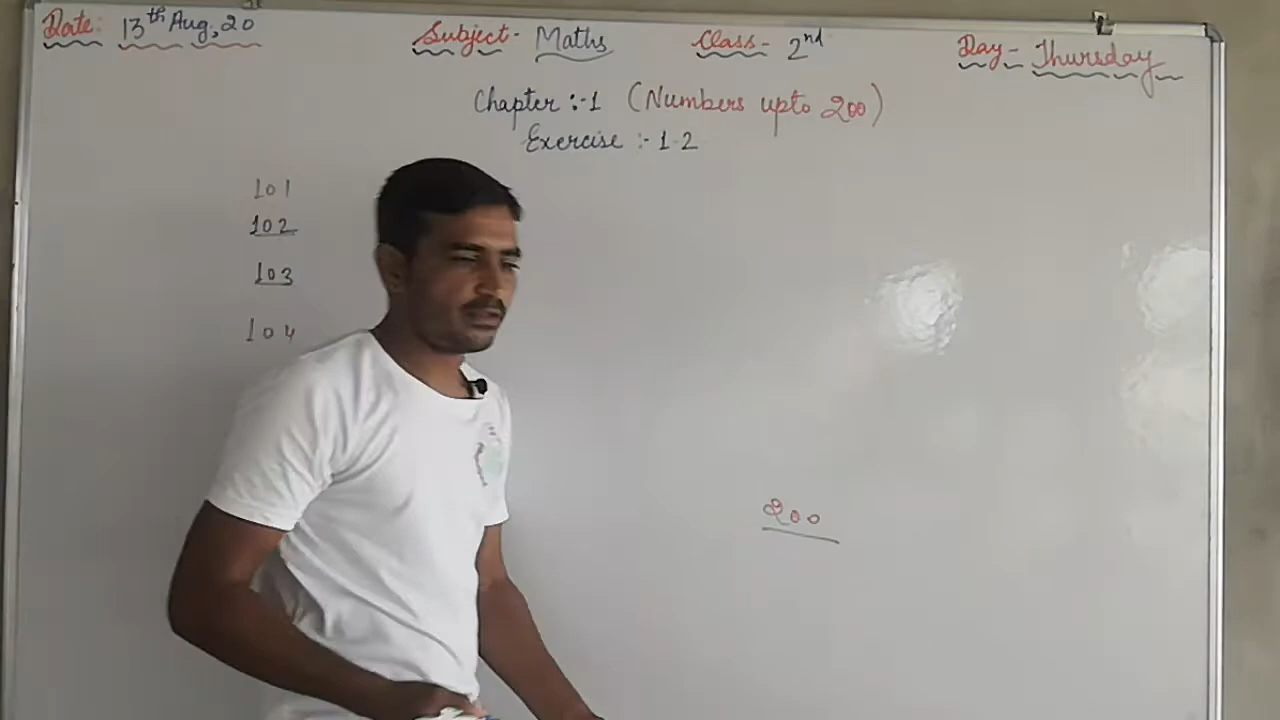 Date: 13th Aug, 20 Subject- Maths Class- 2nd Day- Thursday
Chapter :- 1 (Numbers upto 200)
Exercise :- 1.2
101
102
103
104
200